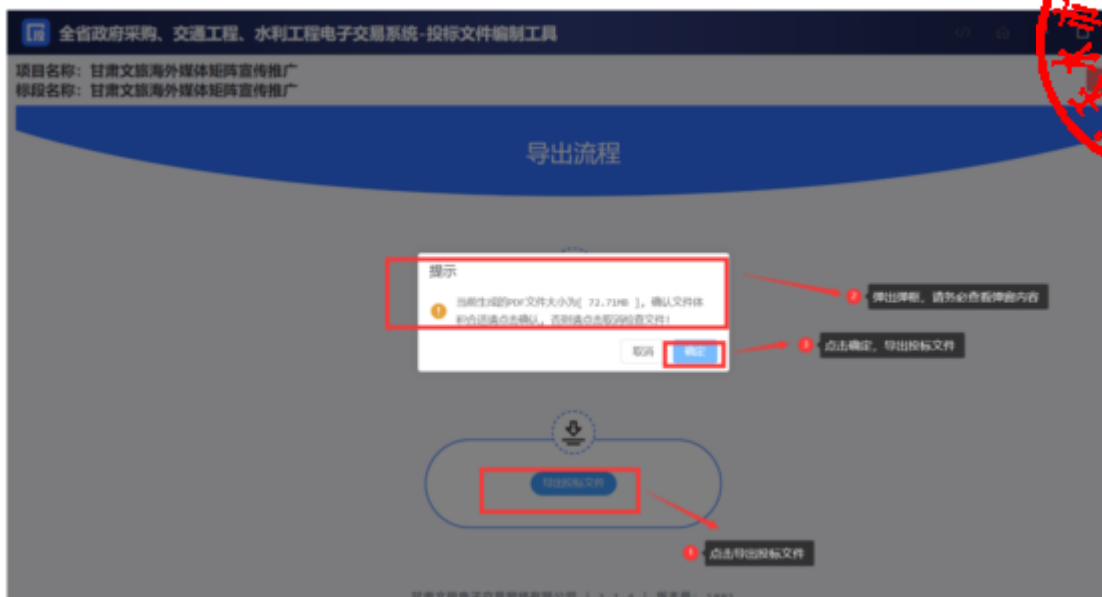 全省政府采购、交通工程、水利工程电子交易系统-投标文件编制工具
项目名称：甘肃文旅海外媒体矩阵宣传推广
标段名称：甘肃文旅海外媒体矩阵宣传推广
导出流程
提示
当前生成的PDF文件大小为[ 72.71MB ]，确认文件体
积合适请点击确认，否则请点击取消检查文件！
取消 确定
2 弹出弹框，请务必查看弹窗内容
3 点击确定，导出投标文件
导出投标文件
1 点击导出投标文件